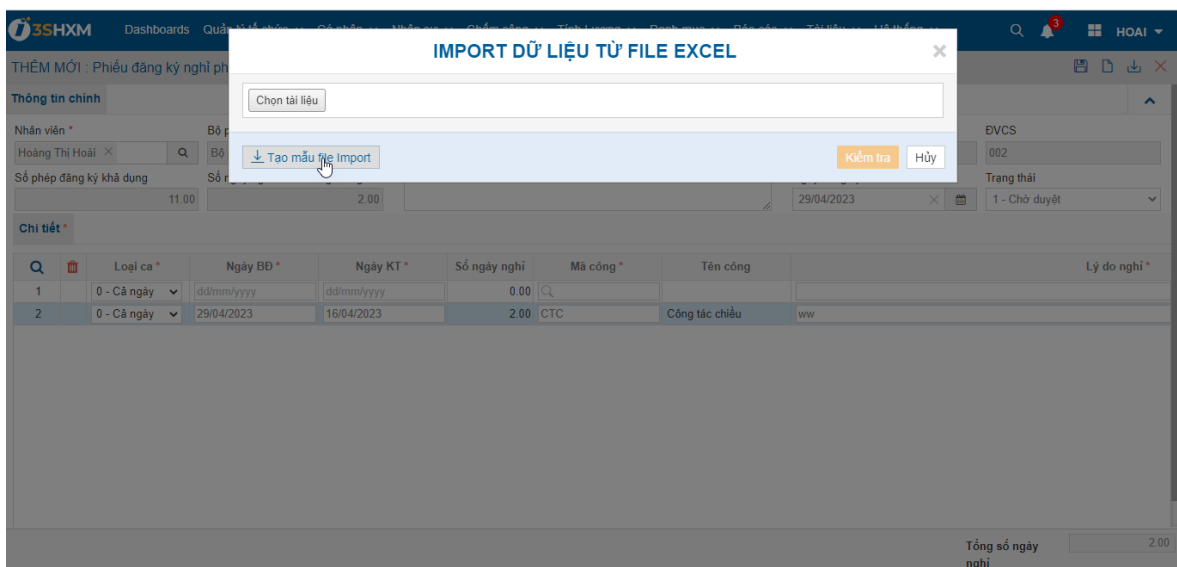 3SHXM Dashboards HOAI 3
IMPORT DỮ LIỆU TỪ FILE EXCEL
THÊM MỚI : Phiếu đăng ký nghỉ ph
Thông tin chính
Chọn tài liệu
Nhân viên * ĐVCS
Hoàng Thị Hoài 002
Tạo mẫu file Import Kiểm tra Hủy
Số phép đăng ký khả dụng Trạng thái
11.00 2.00 29/04/2023 1 - Chờ duyệt
Chi tiết *
Loại ca * Ngày BĐ * Ngày KT * Số ngày nghỉ Mã công * Tên công Lý do nghỉ *
1 0 - Cả ngày dd/mm/yyyy dd/mm/yyyy 0.00
2 0 - Cả ngày 29/04/2023 16/04/2023 2.00 CTC Công tác chiều ww
Tổng số ngày 2.00
nghỉ